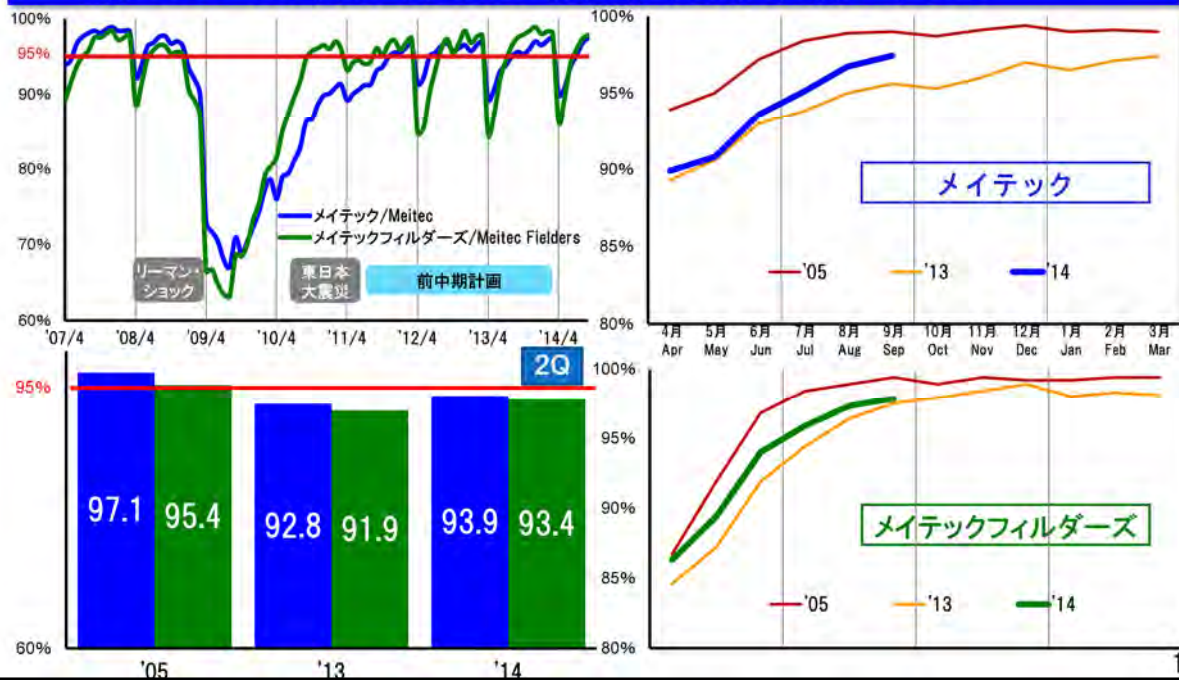 100%
95%
90%
80%
70%
60%
メイテック/Meitec
メイテックフィルダーズ/Meitec Fielders
リーマン・
ショック
東日本
大震災
前中期計画
'07/4
'08/4
'09/4
'10/4
'11/4
'12/4
'13/4
'14/4
100%
95%
90%
85%
80%
メイテック
'05
'13
'14
4月
5月
6月
7月
8月
9月
10月
11月
12月
1月
2月
3月
Apr
May
Jun
Jul
Aug
Sep
Oct
Nov
Dec
Jan
Feb
Mar
2Q
95%
97.1
95.4
92.8
91.9
93.9
93.4
60%
'05
'13
'14
100%
95%
90%
85%
80%
メイテックフィルダーズ
'05
'13
'14